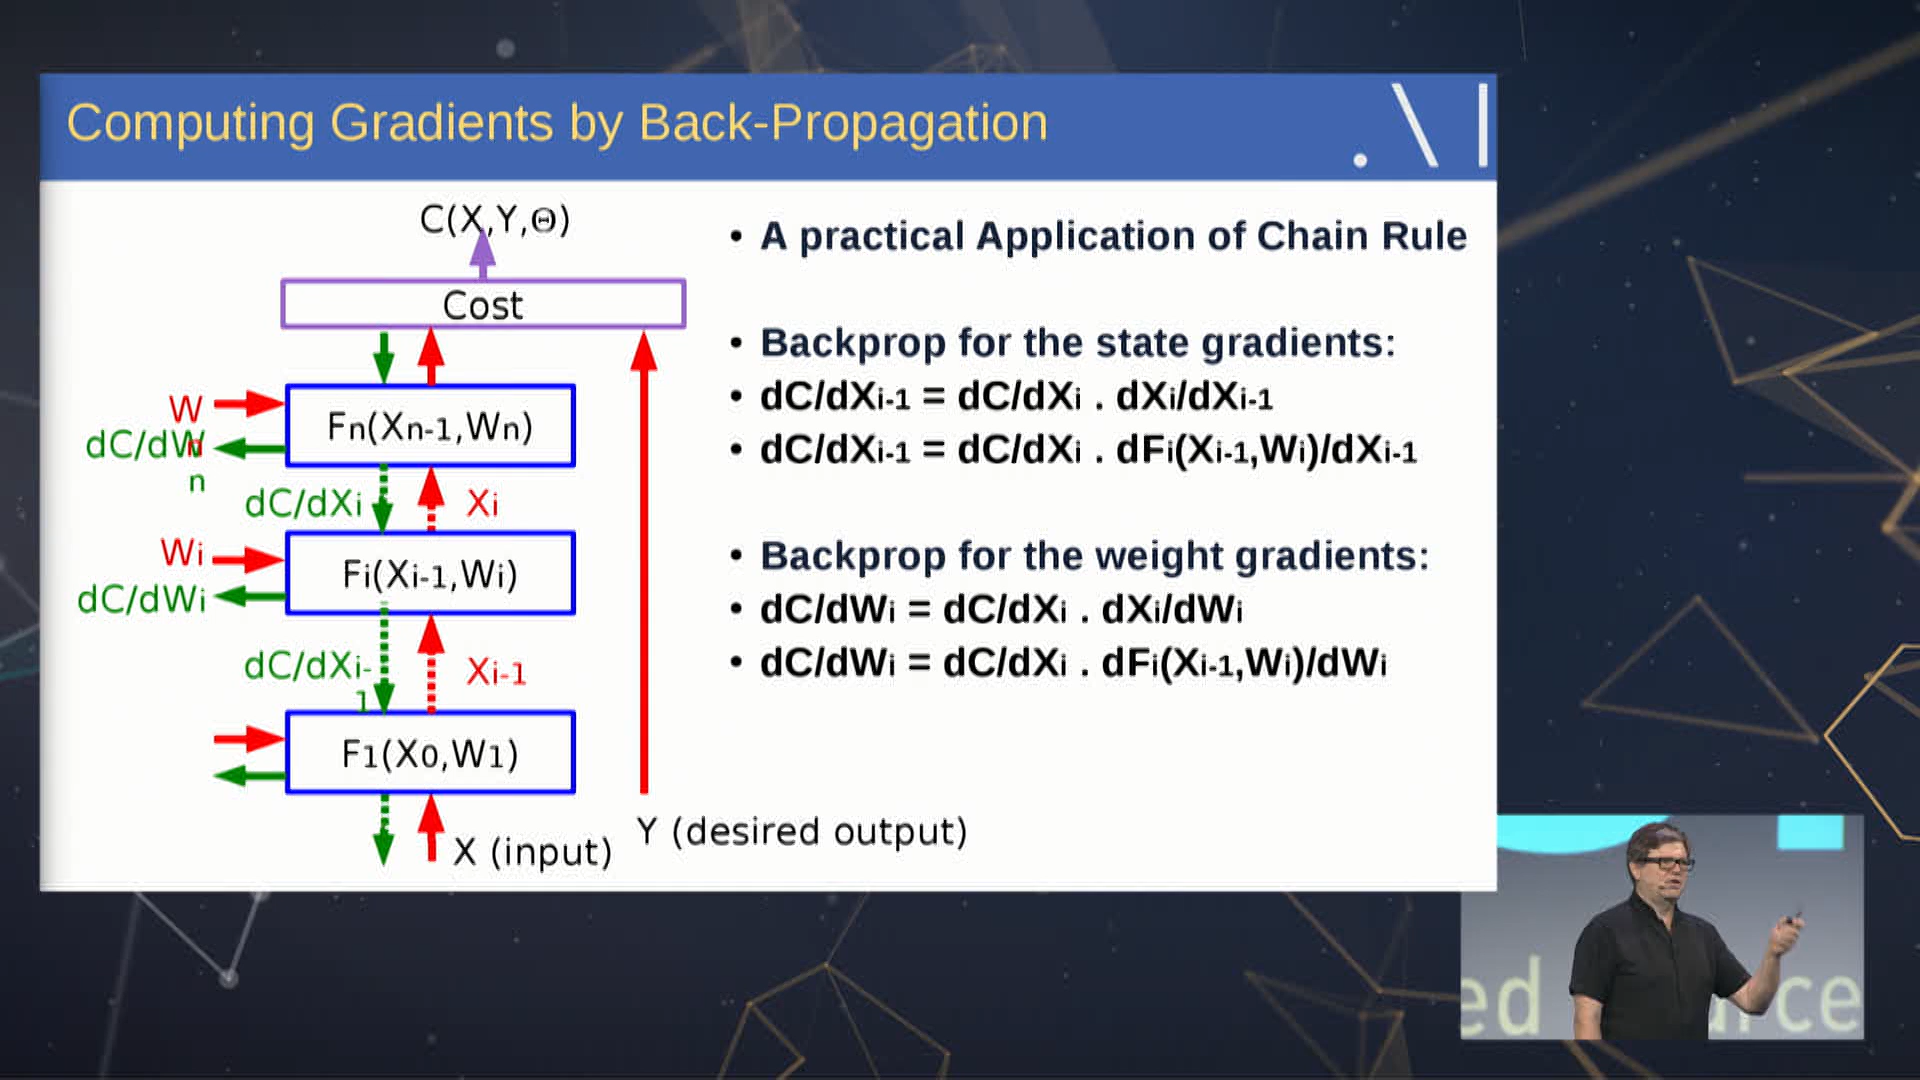 Computing Gradients by Back-Propagation
. \ |
C(X,Y,Θ)
Cost
W
n
dC/dW
n
Fn(Xn-1,Wn)
dC/dXi
Xi
Wi
dC/dWi
Fi(Xi-1,Wi)
dC/dXi-
1
Xi-1
F1(X0,W1)
X (input)
Y (desired output)
• A practical Application of Chain Rule
• Backprop for the state gradients:
• dC/dXi-1 = dC/dXi . dXi/dXi-1
• dC/dXi-1 = dC/dXi . dFi(Xi-1,Wi)/dXi-1
• Backprop for the weight gradients:
• dC/dWi = dC/dXi . dXi/dWi
• dC/dWi = dC/dXi . dFi(Xi-1,Wi)/dWi